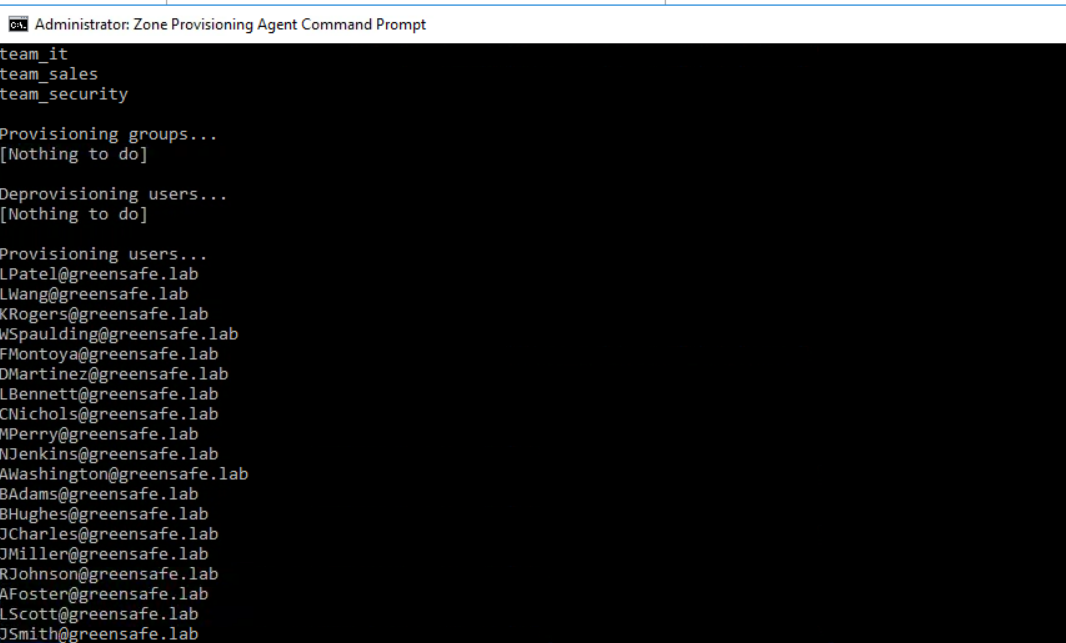 Administrator: Zone Provisioning Agent Command Prompt
team_it
team_sales
team_security
Provisioning groups...
[Nothing to do]
Deprovisioning users...
[Nothing to do]
Provisioning users...
LPatel@greensafe.lab
LWang@greensafe.lab
KRogers@greensafe.lab
WSpaulding@greensafe.lab
FMontoya@greensafe.lab
DMartinez@greensafe.lab
LBennett@greensafe.lab
CNichols@greensafe.lab
MPerry@greensafe.lab
NJenkins@greensafe.lab
AWashington@greensafe.lab
BAdams@greensafe.lab
BHughes@greensafe.lab
JCharles@greensafe.lab
JMiller@greensafe.lab
RJohnson@greensafe.lab
AFoster@greensafe.lab
LScott@greensafe.lab
JSmith@greensafe.lab